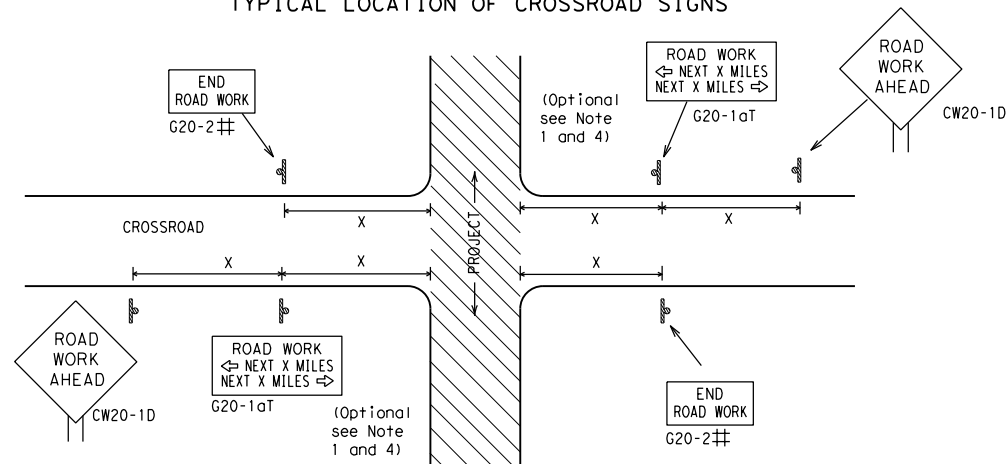 TYPICAL LOCATION OF CROSSROAD SIGNS
END
ROAD WORK
G20-2#
(Optional
see Note
1 and 4)
ROAD WORK
⇦ NEXT X MILES
NEXT X MILES ⇨
G20-1aT
ROAD
WORK
AHEAD
CW20-1D
X
X
X
CROSSROAD
PROJECT
X
X
X
ROAD
WORK
AHEAD
CW20-1D
ROAD WORK
⇦ NEXT X MILES
NEXT X MILES ⇨
G20-1aT
(Optional
see Note
1 and 4)
END
ROAD WORK
G20-2#